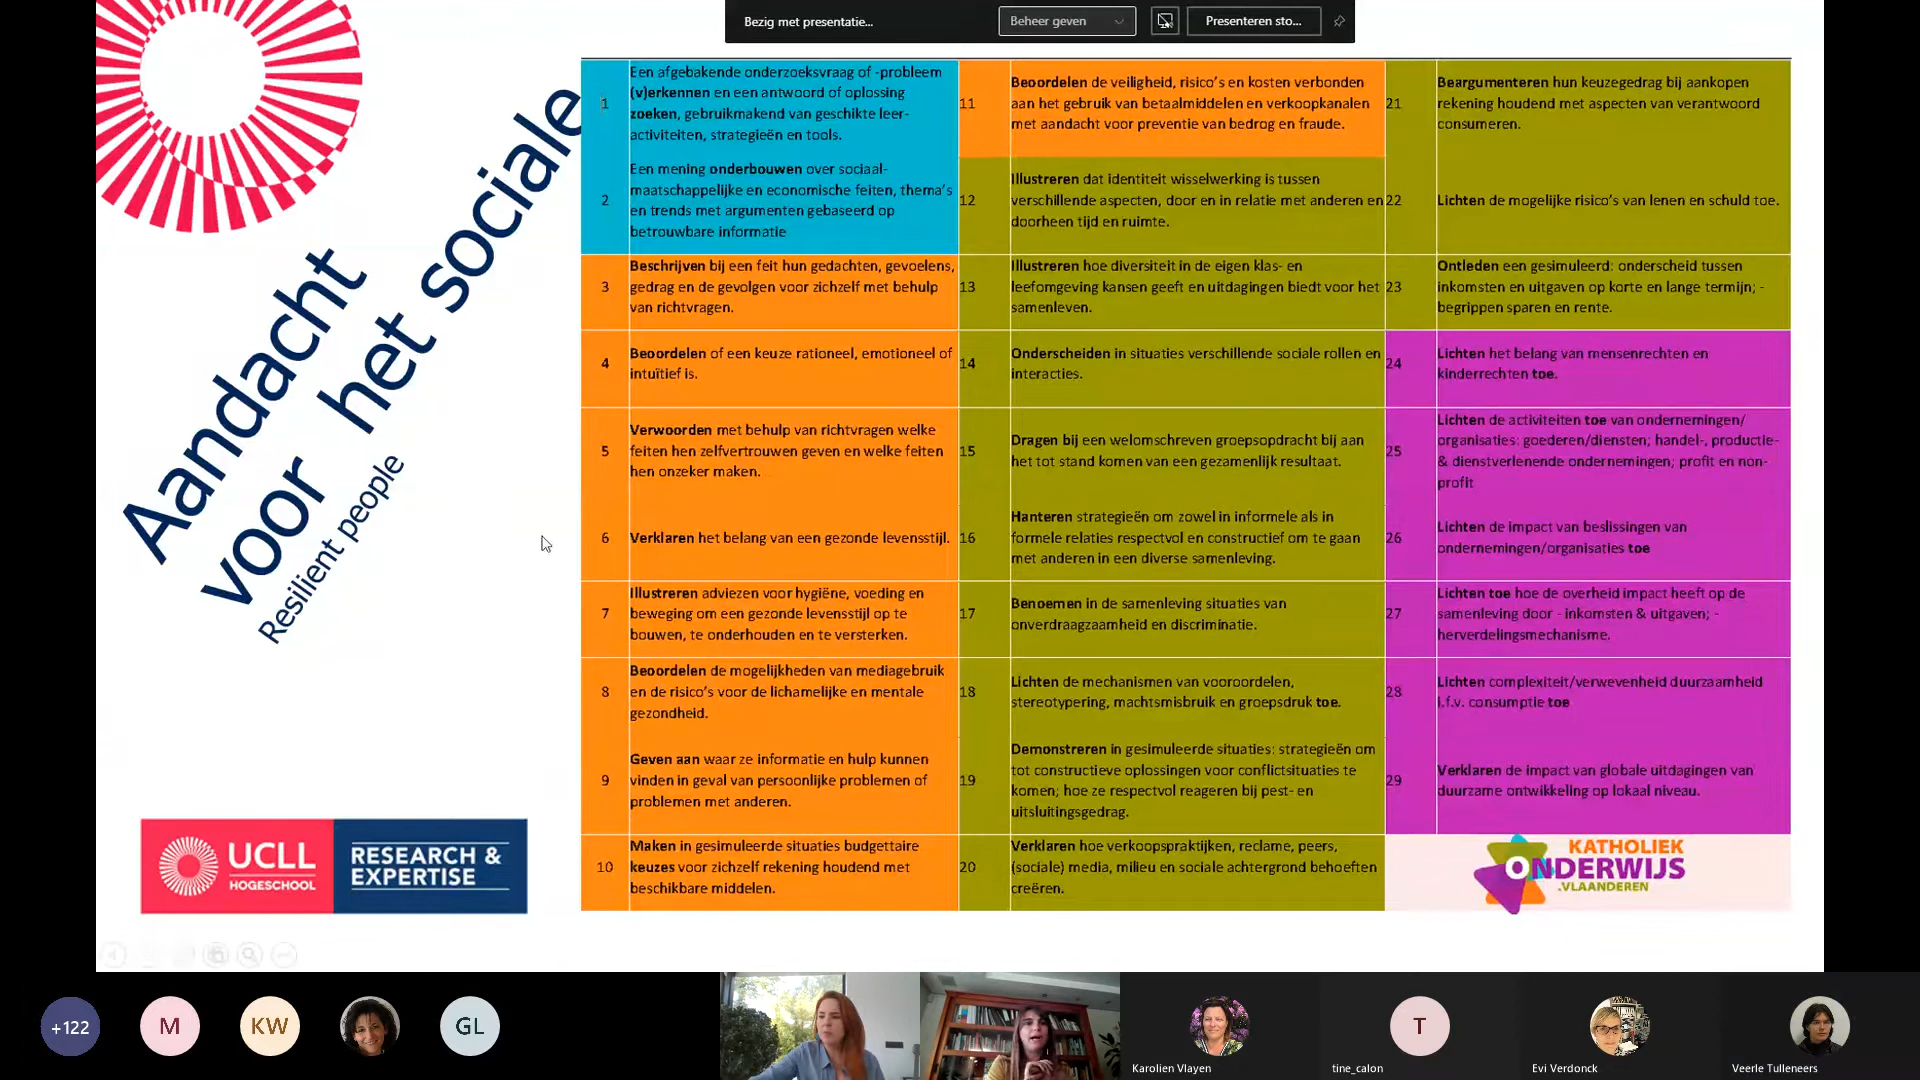 Bezig met presentatie...
Beheer geven
Presenteren sto...
Aandacht
voor het sociale
Resilient people
1
Een afgebakende onderzoeksvraag of -probleem
(v)erkennen en een antwoord of oplossing
zoeken, gebruikmakend van geschikte leer-
activiteiten, strategieën en tools.
2
Een mening onderbouwen over sociaal-
maatschappelijke en economische feiten, thema's
en trends met argumenten gebaseerd op
betrouwbare informatie
3
Beschrijven bij een feit hun gedachten, gevoelens,
gedrag en de gevolgen voor zichzelf met behulp
van richtvragen.
4
Beoordelen of een keuze rationeel, emotioneel of
intuïtief is.
5
Verwoorden met behulp van richtvragen welke
feiten hen zelfvertrouwen geven en welke feiten
hen onzeker maken.
6
Verklaren het belang van een gezonde levensstijl.
7
Illustreren adviezen voor hygiëne, voeding en
beweging om een gezonde levensstijl op te
bouwen, te onderhouden en te versterken.
8
Beoordelen de mogelijkheden van mediagebruik
en de risico's voor de lichamelijke en mentale
gezondheid.
9
Geven aan waar ze informatie en hulp kunnen
vinden in geval van persoonlijke problemen of
problemen met anderen.
10
Maken in gesimuleerde situaties budgettaire
keuzes voor zichzelf rekening houdend met
beschikbare middelen.
11
Beoordelen de veiligheid, risico's en kosten verbonden
aan het gebruik van betaalmiddelen en verkoopkanalen
met aandacht voor preventie van bedrog en fraude.
12
Illustreren dat identiteit wisselwerking is tussen
verschillende aspecten, door en in relatie met anderen en
doorheen tijd en ruimte.
13
Illustreren hoe diversiteit in de eigen klas- en
leefomgeving kansen geeft en uitdagingen biedt voor het
samenleven.
14
Onderscheiden in situaties verschillende sociale rollen en
interacties.
15
Dragen bij een welomschreven groepsopdracht bij aan
het tot stand komen van een gezamenlijk resultaat.
16
Hanteren strategieën om zowel in informele als in
formele relaties respectvol en constructief om te gaan
met anderen in een diverse samenleving.
17
Benoemen in de samenleving situaties van
onverdraagzaamheid en discriminatie.
18
Lichten de mechanismen van vooroordelen,
stereotypering, machtsmisbruik en groepsdruk toe.
19
Demonstreren in gesimuleerde situaties: strategieën om
tot constructieve oplossingen voor conflictsituaties te
komen; hoe ze respectvol reageren bij pest- en
uitsluitingsgedrag.
20
Verklaren hoe verkoopspraktijken, reclame, peers,
(sociale) media, milieu en sociale achtergrond behoeften
creëren.
21
Beargumenteren hun keuzegedrag bij aankopen
rekening houdend met aspecten van verantwoord
consumeren.
22
Lichten de mogelijke risico's van lenen en schuld toe.
23
Ontleden een gesimuleerd: onderscheid tussen
inkomsten en uitgaven op korte en lange termijn; -
begrippen sparen en rente.
24
Lichten het belang van mensenrechten en
kinderrechten toe.
25
Lichten de activiteiten toe van ondernemingen/
organisaties: goederen/diensten; handel-, productie-
& dienstverlenende ondernemingen; profit en non-
profit
26
Lichten de impact van beslissingen van
ondernemingen/organisaties toe
27
Lichten toe hoe de overheid impact heeft op de
samenleving door - inkomsten & uitgaven; -
herverdelingsmechanisme.
28
Lichten complexiteit/verwevenheid duurzaamheid
i.f.v. consumptie toe
29
Verklaren de impact van globale uitdagingen van
duurzame ontwikkeling op lokaal niveau.
UCLL
HOGESCHOOL
RESEARCH &
EXPERTISE
KATHOLIEK
ONDERWIJS
.VLAANDEREN
+122
M
KW
GL
T
Karolien Vlayen
tine_calon
Evi Verdonck
Veerle Tulleneers